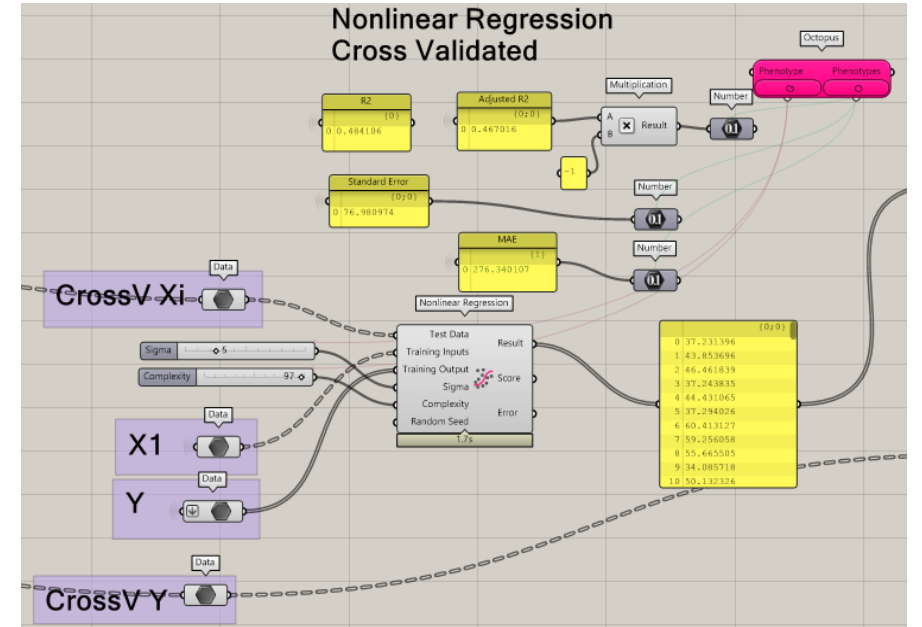 Nonlinear Regression
Cross Validated
Octopus
Phenotype Phenotypes
R2
{0}
0 0.484106
Adjusted R2
{0;0}
0 0.467016
Multiplication
A
B
Result
Number
-1
Standard Error
{0;0}
0 76.980974
Number
MAE
{1}
0 276.340107
Number
CrossV Xi
Data
Nonlinear Regression
Sigma 5
Complexity 97
Test Data
Training Inputs
Training Output
Sigma
Complexity
Random Seed
Result
Score
Error
1.7s
{0;0}
0 37.231396
1 43.853696
2 46.461839
3 37.243835
4 44.431065
5 37.294026
6 60.413127
7 59.256058
8 55.665505
9 34.085718
10 50.132326
X1
Data
Y
Data
CrossV Y
Data